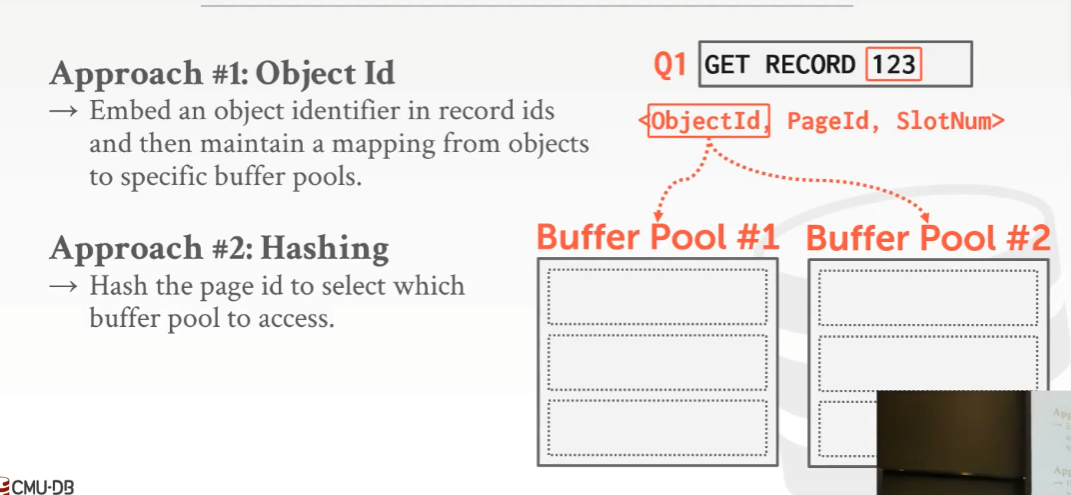 Approach #1: Object Id
→ Embed an object identifier in record ids
and then maintain a mapping from objects
to specific buffer pools.
Approach #2: Hashing
→ Hash the page id to select which
buffer pool to access.
Q1 GET RECORD 123
<ObjectId, PageId, SlotNum>
Buffer Pool #1
Buffer Pool #2
CMU·DB